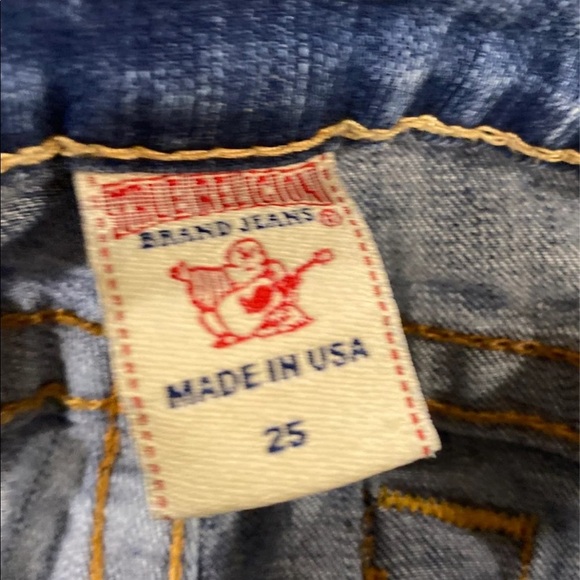 TRUE RELIGION
BRAND JEANS ®
MADE IN USA
25